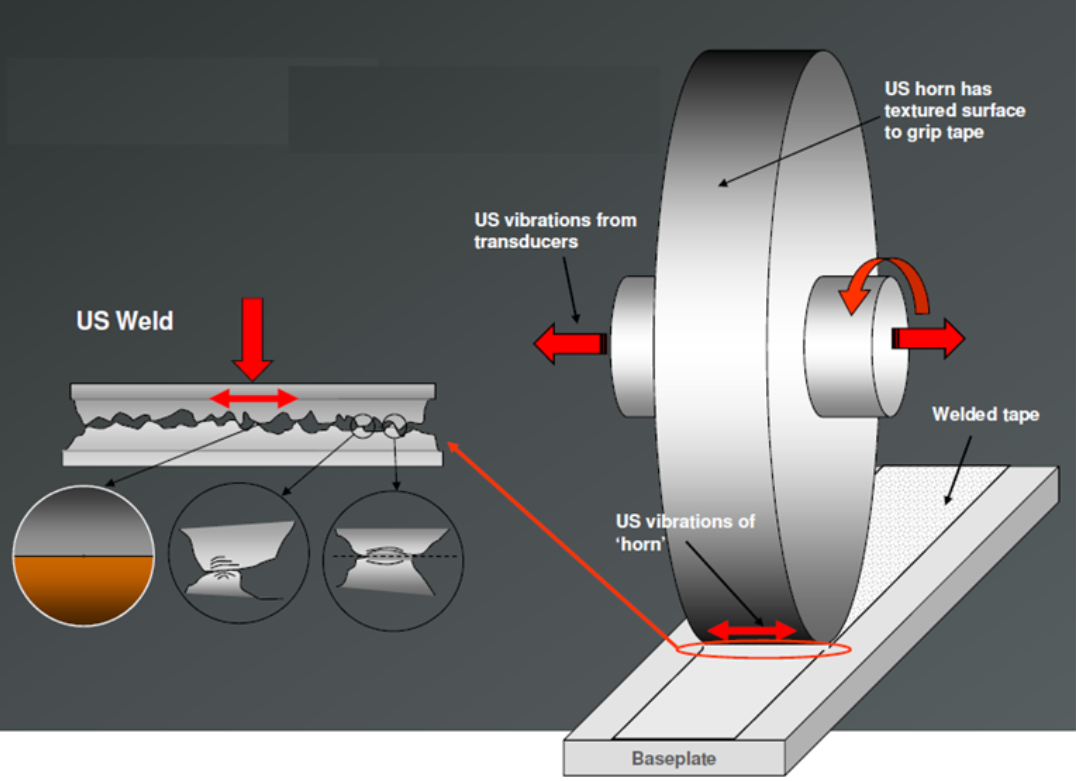 US horn has
textured surface
to grip tape
US vibrations from
transducers
US Weld
Welded tape
US vibrations of
‘horn’
Baseplate